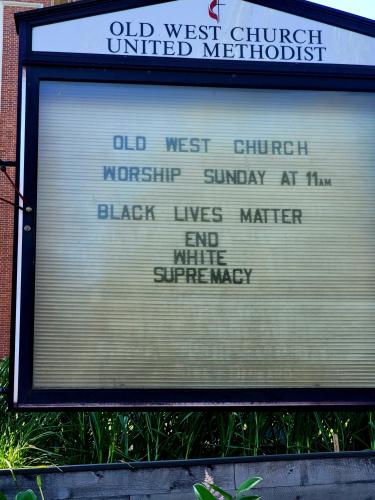 OLD WEST CHURCH
UNITED METHODIST
OLD WEST CHURCH
WORSHIP SUNDAY AT 11AM
BLACK LIVES MATTER
END
WHITE
SUPREMACY